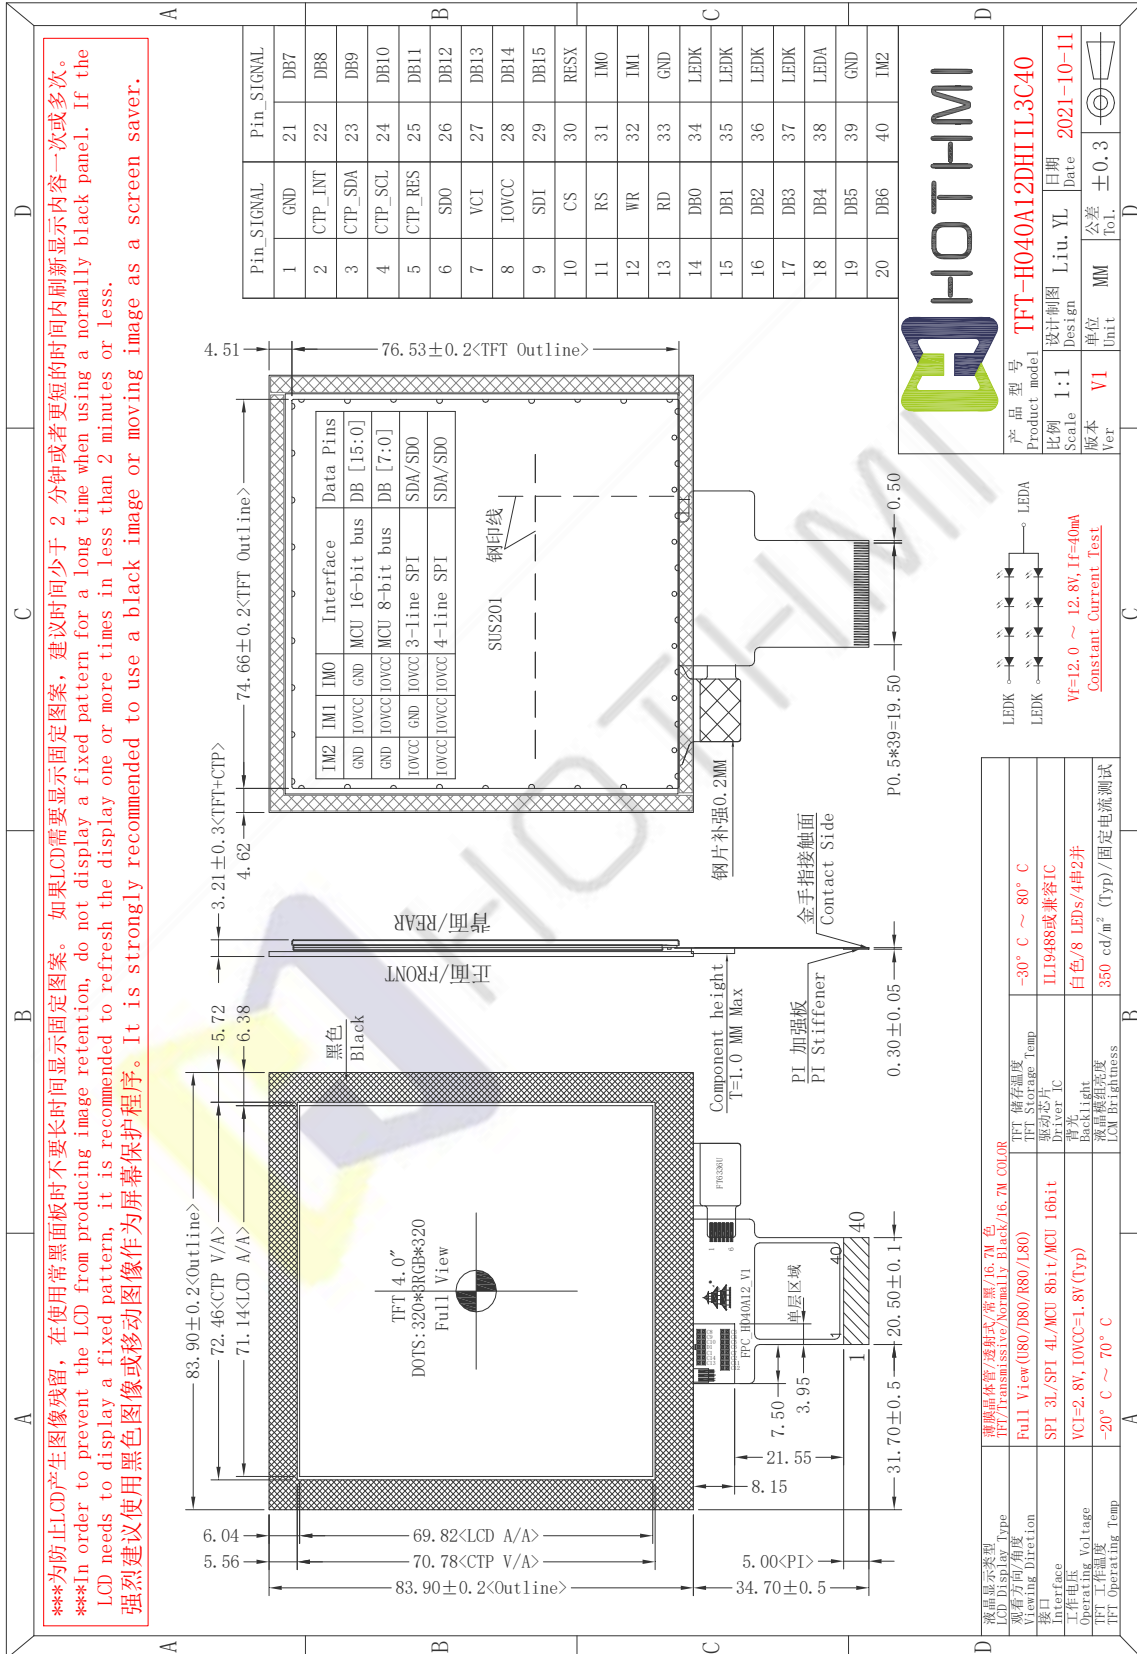 ***为防止LCD产生图像残留，在使用常黑面板时不要长时间显示固定图案。 如果LCD需要显示固定图案，建议时间少于 2 分钟或者更短的时间内刷新显示内容一次或多次。
***In order to prevent the LCD from producing image retention, do not display a fixed pattern for a long time when using a normally black panel. If the
LCD needs to display a fixed pattern, it is recommended to refresh the display one or more times in less than 2 minutes or less.
强烈建议使用黑色图像或移动图像作为屏幕保护程序。It is strongly recommended to use a black image or moving image as a screen saver.
A
B
C
D
A
B
C
D
A
B
C
D
A
B
C
D
83.90±0.2<Outline>
72.46<CTP V/A>
71.14<LCD A/A>
5.72
6.38
6.04
5.56
69.82<LCD A/A>
70.78<CTP V/A>
83.90±0.2<Outline>
黑色
Black
TFT 4.0"
DOTS:320*3RGB*320
Full View
FT6336U
1
6
FPC_H040A12_V1
单层区域
1
40
1
40
7.50
3.95
21.55
8.15
31.70±0.5
20.50±0.1
5.00<PI>
34.70±0.5
3.21±0.3<TFT+CTP>
正面/FRONT
背面/REAR
Component height
T=1.0 MM Max
PI 加强板
PI Stiffener
金手指接触面
Contact Side
0.30±0.05
4.62
74.66±0.2<TFT Outline>
4.51
76.53±0.2<TFT Outline>
IM2 IM1 IM0 Interface Data Pins
GND IOVCC GND MCU 16-bit bus DB [15:0]
GND IOVCC IOVCC MCU 8-bit bus DB [7:0]
IOVCC GND IOVCC 3-line SPI SDA/SDO
IOVCC IOVCC IOVCC 4-line SPI SDA/SDO
SUS201
钢印线
钢片补强0.2MM
P0.5*39=19.50
0.50
Pin_SIGNAL Pin_SIGNAL
1 GND 21 DB7
2 CTP_INT 22 DB8
3 CTP_SDA 23 DB9
4 CTP_SCL 24 DB10
5 CTP_RES 25 DB11
6 SDO 26 DB12
7 VCI 27 DB13
8 IOVCC 28 DB14
9 SDI 29 DB15
10 CS 30 RESX
11 RS 31 IM0
12 WR 32 IM1
13 RD 33 GND
14 DB0 34 LEDK
15 DB1 35 LEDK
16 DB2 36 LEDK
17 DB3 37 LEDK
18 DB4 38 LEDA
19 DB5 39 GND
20 DB6 40 IM2
LEDK
LEDK
LEDA
Vf=12.0 ～ 12.8V, If=40mA
Constant Current Test
液晶显示类型
LCD Display Type
薄膜晶体管/透射式/常黑/16.7M 色
TFT/Transmissive/Normally Black/16.7M COLOR
观看方向/角度
Viewing Diretion
Full View(U80/D80/R80/L80)
接口
Interface
SPI 3L/SPI 4L/MCU 8bit/MCU 16bit
工作电压
Operating Voltage
VCI=2.8V, IOVCC=1.8V(Typ)
TFT 工作温度
TFT Operating Temp
-20° C ～ 70° C
TFT 储存温度
TFT Storage Temp
-30° C ～ 80° C
驱动芯片
Driver IC
ILI9488或兼容IC
背光
Backlight
白色/8 LEDs/4串2并
液晶模组亮度
LCM Brightness
350 cd/m² (Typ)/固定电流测试
HOTHMI
产 品 型 号
Product model
TFT-H040A12DHIIL3C40
比例
Scale
1:1
设计制图
Design
Liu.YL
日期
Date
2021-10-11
版本
Ver
V1
单位
Unit
MM
公差
Tol.
±0.3
HOTHMI